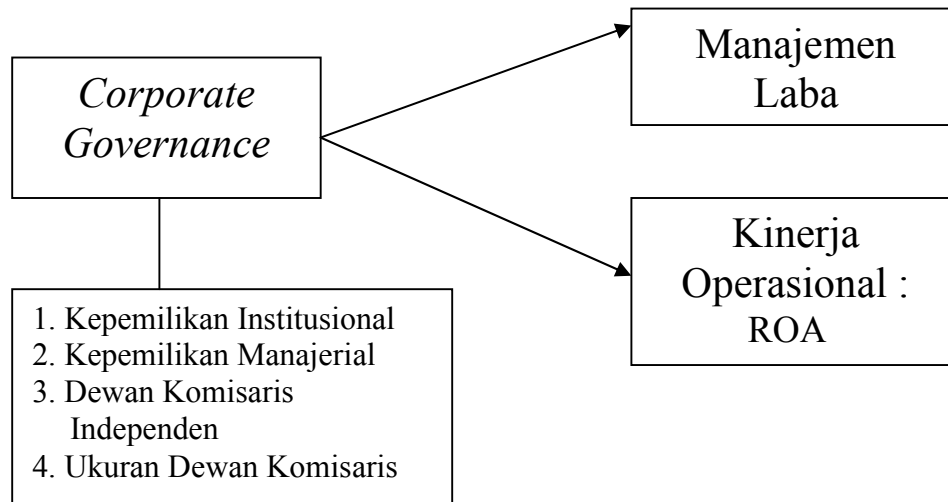 Corporate
Governance
Manajemen
Laba
Kinerja
Operasional :
ROA
1. Kepemilikan Institusional
2. Kepemilikan Manajerial
3. Dewan Komisaris
Independen
4. Ukuran Dewan Komisaris